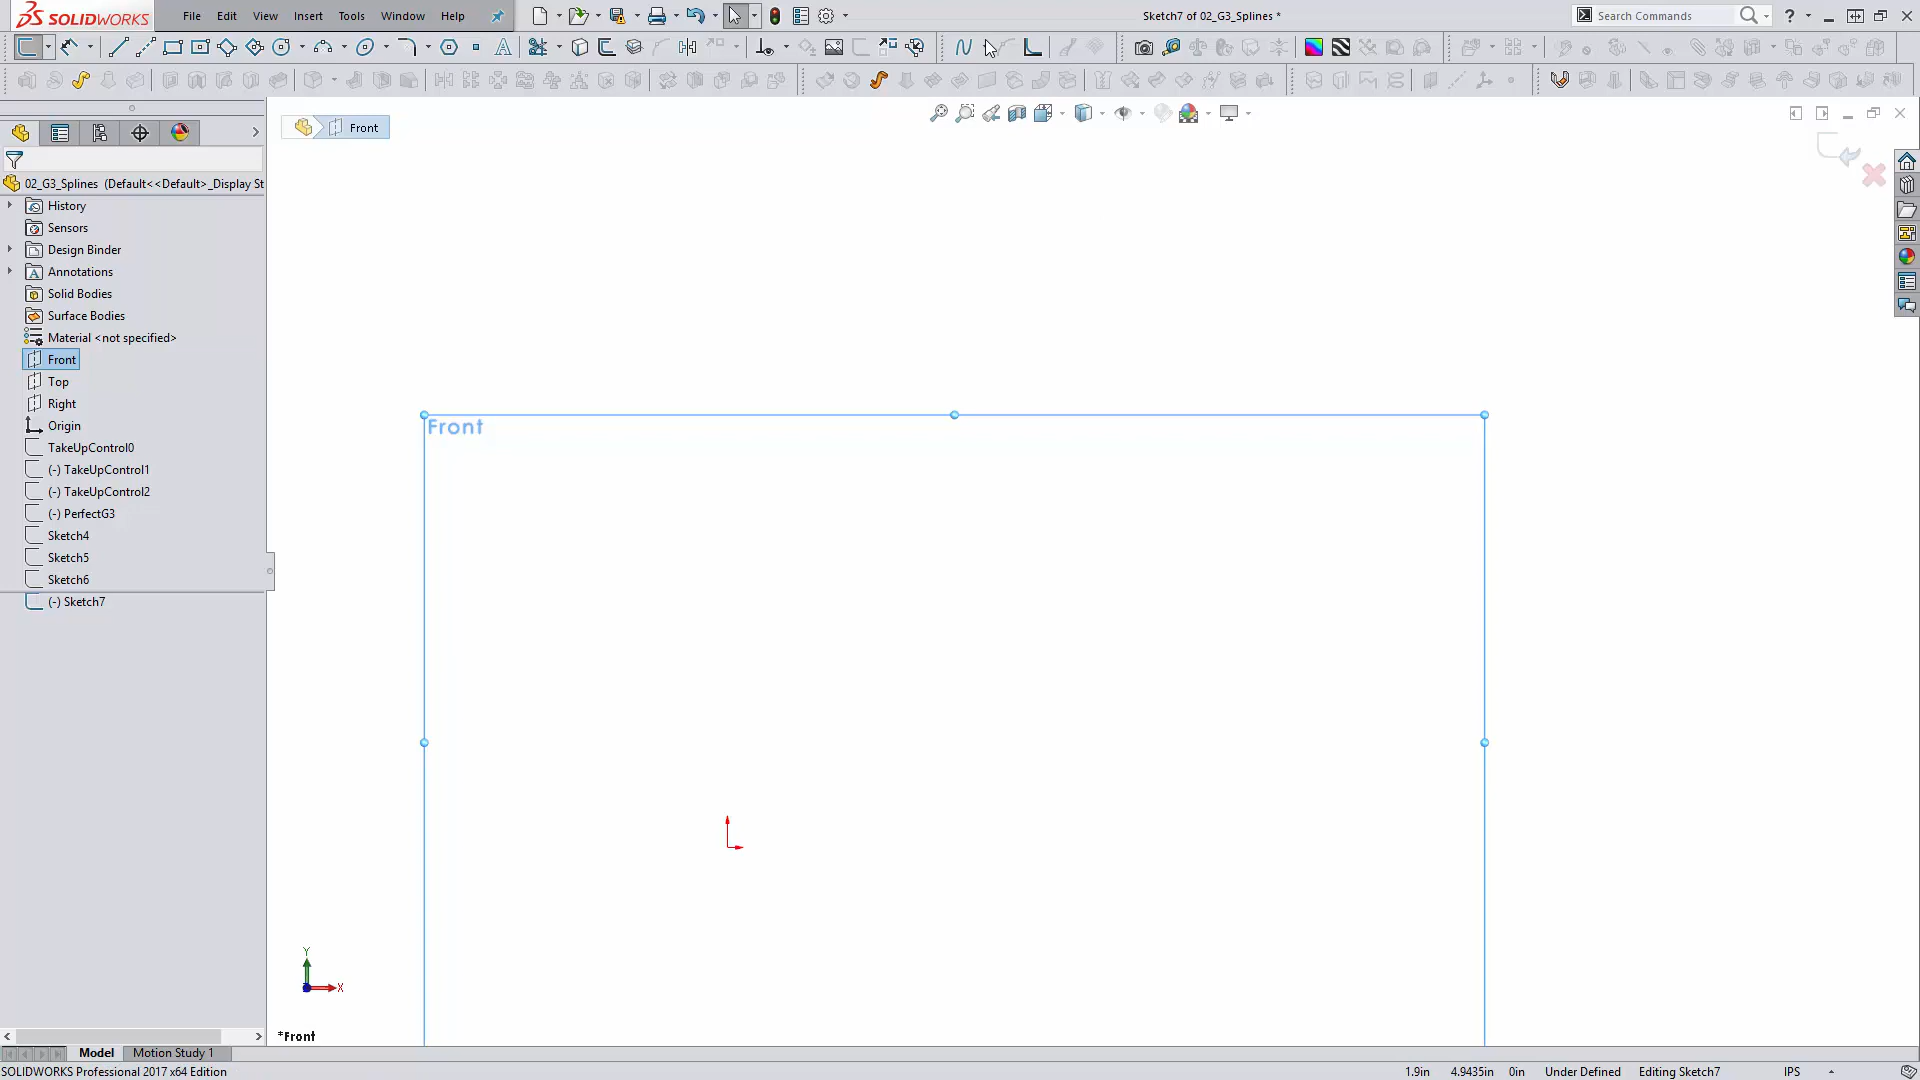 SOLIDWORKS File Edit View Insert Tools Window Help Sketch7 of 02_G3_Splines * Search Commands ?
Front
02_G3_Splines (Default<<Default>_Display St
History
Sensors
Design Binder
Annotations
Solid Bodies
Surface Bodies
Material <not specified>
Front
Top
Right
Origin
TakeUpControl0
(-) TakeUpControl1
(-) TakeUpControl2
(-) PerfectG3
Sketch4
Sketch5
Sketch6
(-) Sketch7
Front
Y
X
*Front
Model Motion Study 1
SOLIDWORKS Professional 2017 x64 Edition 1.9in 4.9435in 0in Under Defined Editing Sketch7 IPS